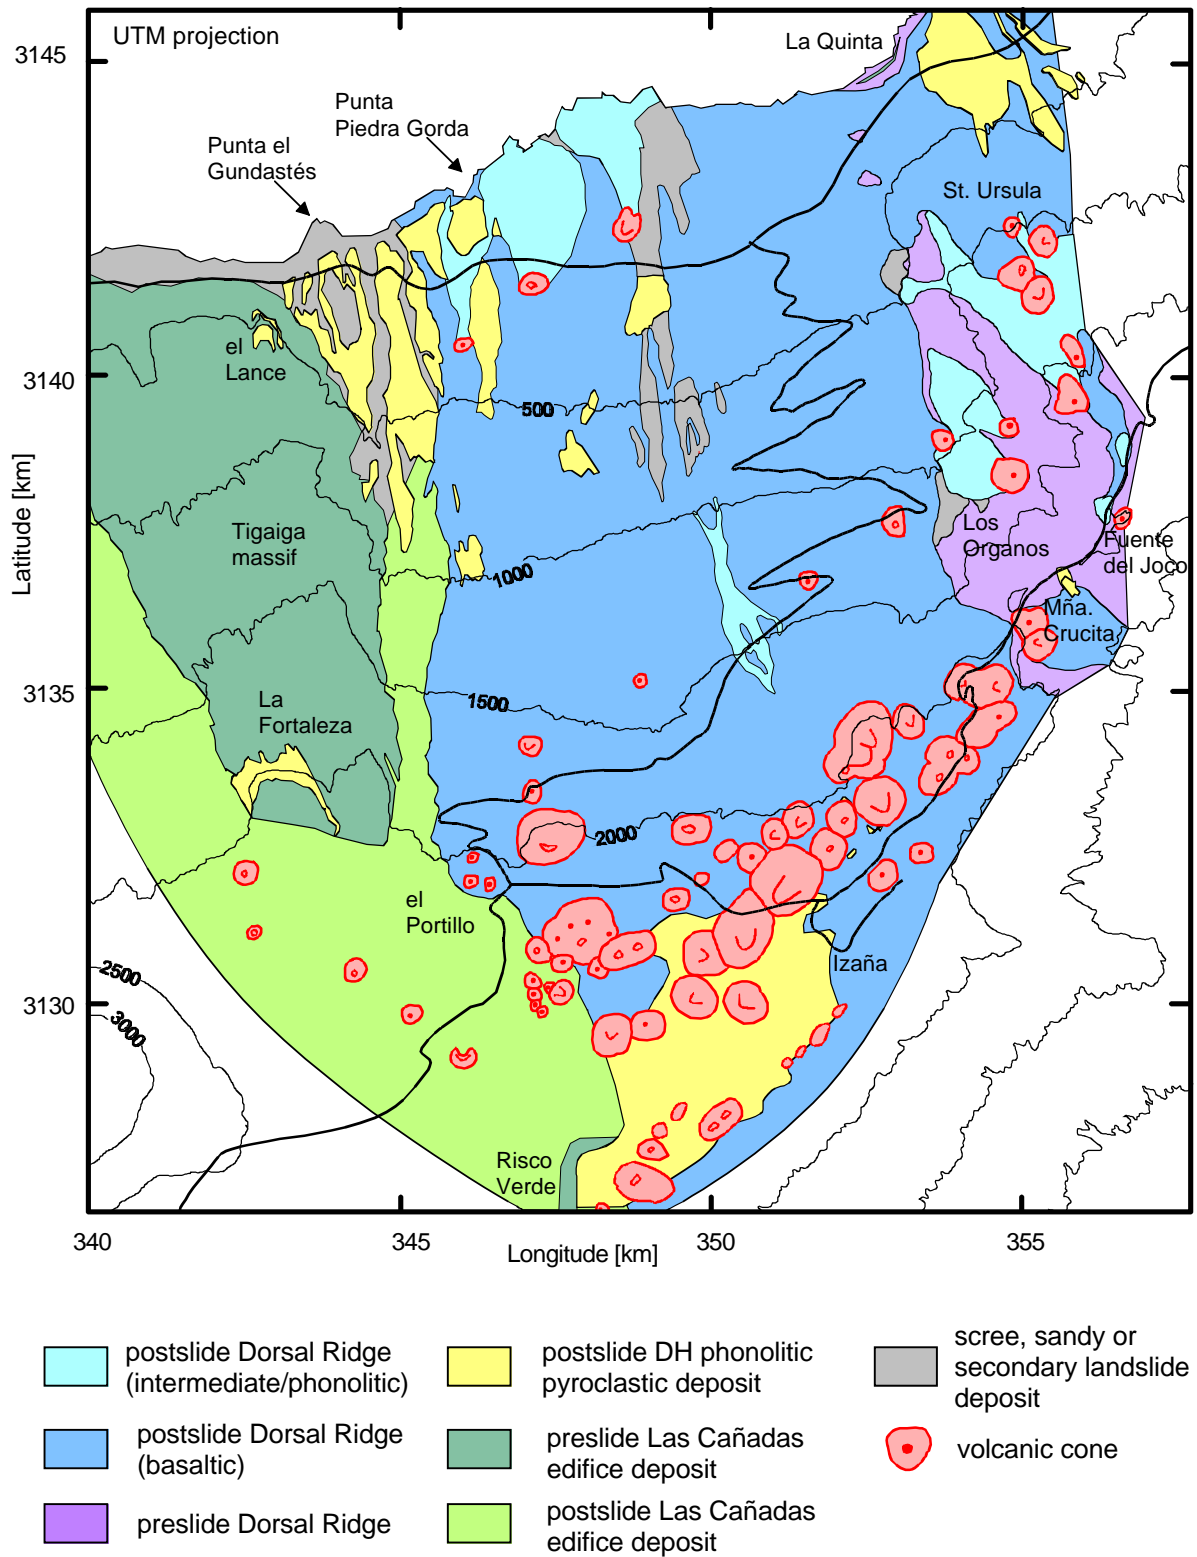 UTM projection
La Quinta
3145
Punta
Piedra Gorda
Punta el
Gundastés
St. Ursula
el
Lance
3140
500
Latitude [km]
Tigaiga
massif
Los
Organos
Fuente
del Joco
1000
Mña.
Crucita
3135
La
Fortaleza
1500
2000
el
Portillo
Izaña
2500
3130
3000
Risco
Verde
340
345
350
355
Longitude [km]
postslide Dorsal Ridge
(intermediate/phonolitic)
postslide DH phonolitic
pyroclastic deposit
scree, sandy or
secondary landslide
deposit
postslide Dorsal Ridge
(basaltic)
preslide Las Cañadas
edifice deposit
volcanic cone
preslide Dorsal Ridge
postslide Las Cañadas
edifice deposit